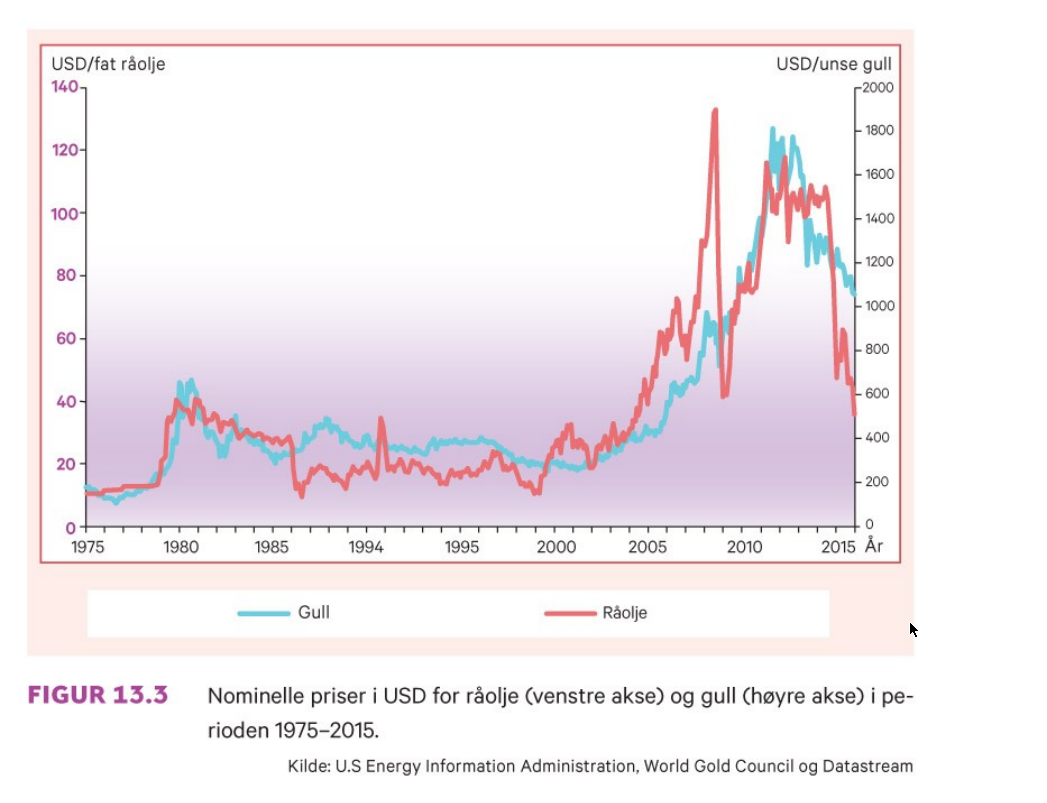 USD/fat råolje
USD/unse gull
140
120
100
80
60
40
20
0
2000
1800
1600
1400
1200
1000
800
600
400
200
0
1975 1980 1985 1994 1995 2000 2005 2010 2015 År
Gull Råolje
FIGUR 13.3 Nominelle priser i USD for råolje (venstre akse) og gull (høyre akse) i pe-
rioden 1975–2015.
Kilde: U.S Energy Information Administration, World Gold Council og Datastream